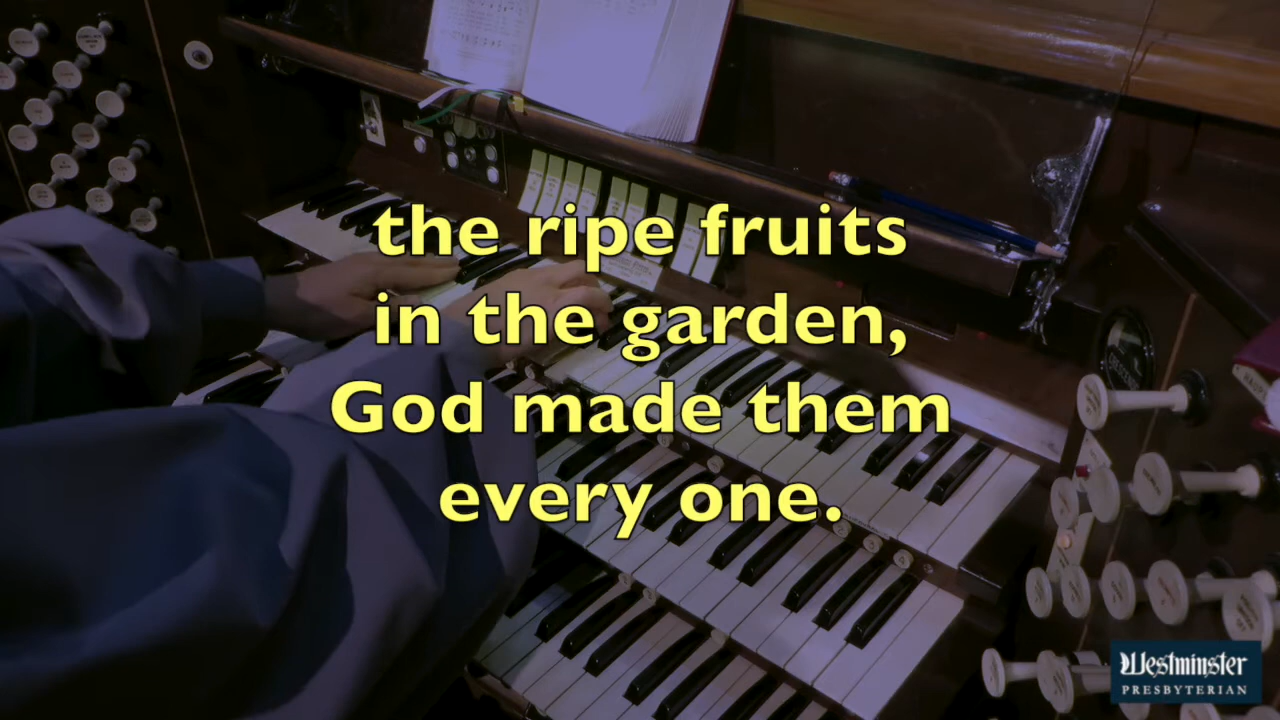 the ripe fruits
in the garden,
God made them
every one.
Westminster
PRESBYTERIAN